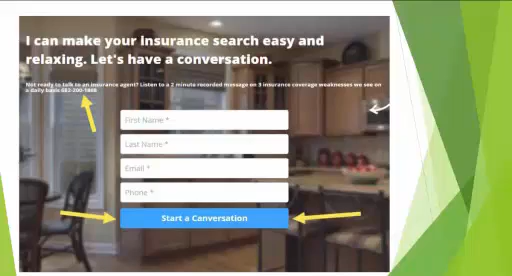 I can make your insurance search easy and
relaxing. Let's have a conversation.
Not ready to talk to an insurance agent? Listen to a 2 minute recorded message on 3 insurance coverage weaknesses we see on
a daily basis
First Name *
Last Name *
Email *
Phone *
Start a Canversation